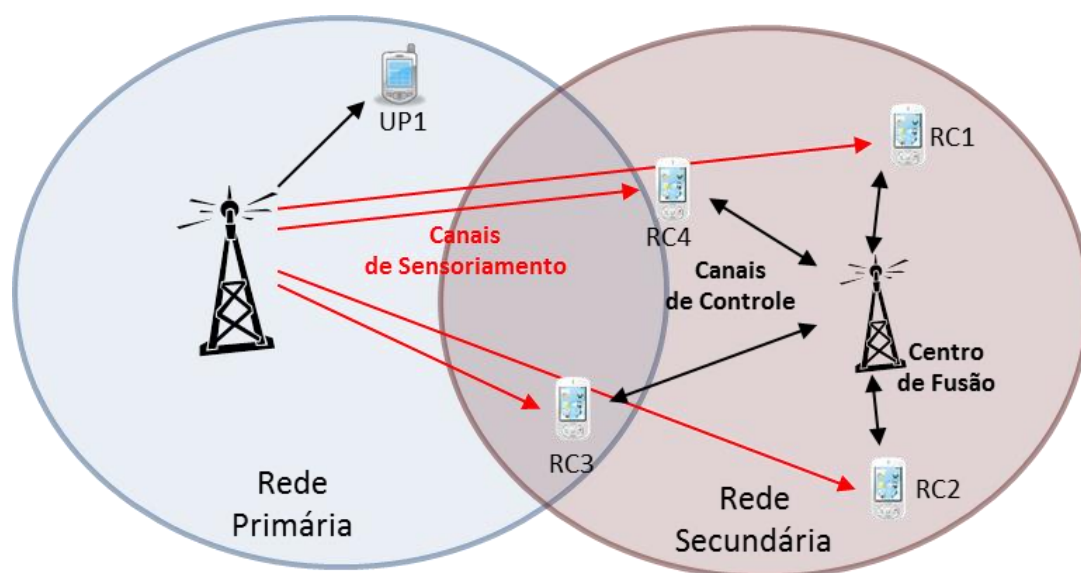 UP1
RC1
RC4
Canais
de Sensoriamento
Canais
de Controle
Centro
de Fusão
RC3
RC2
Rede
Primária
Rede
Secundária